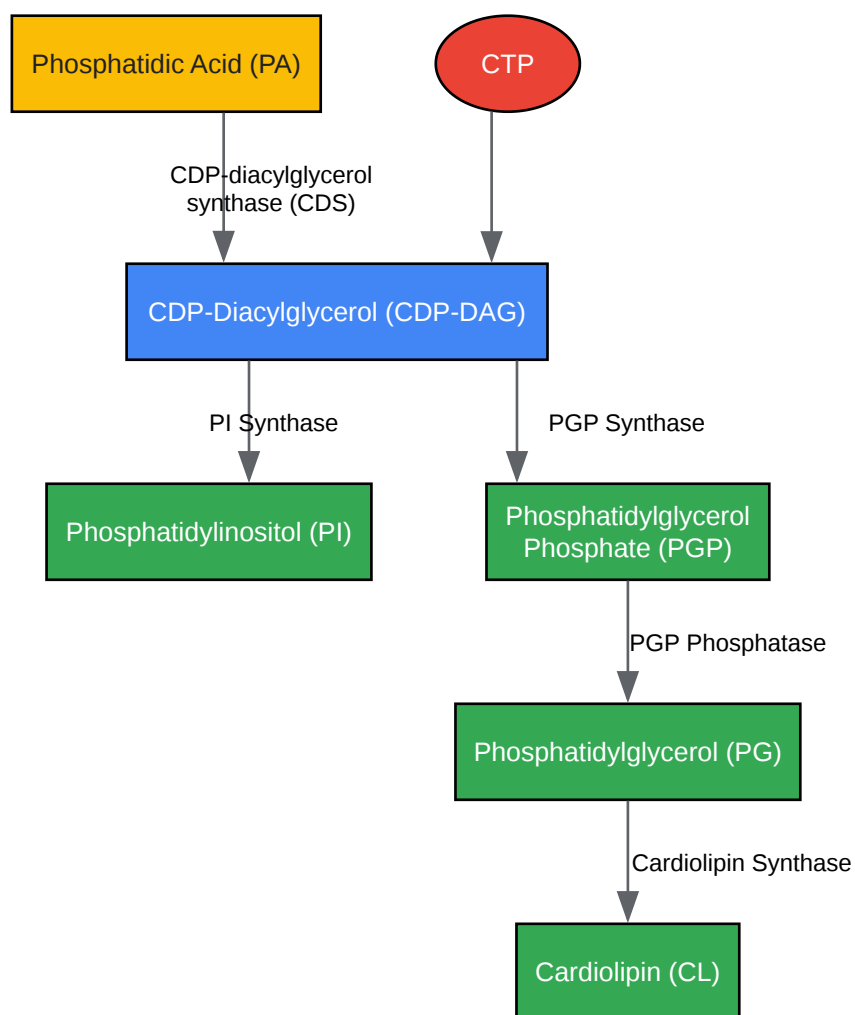 Phosphatidic Acid (PA)
CTP
CDP-diacylglycerol
synthase (CDS)
CDP-Diacylglycerol (CDP-DAG)
PI Synthase
PGP Synthase
Phosphatidylinositol (PI)
Phosphatidylglycerol
Phosphate (PGP)
PGP Phosphatase
Phosphatidylglycerol (PG)
Cardiolipin Synthase
Cardiolipin (CL)